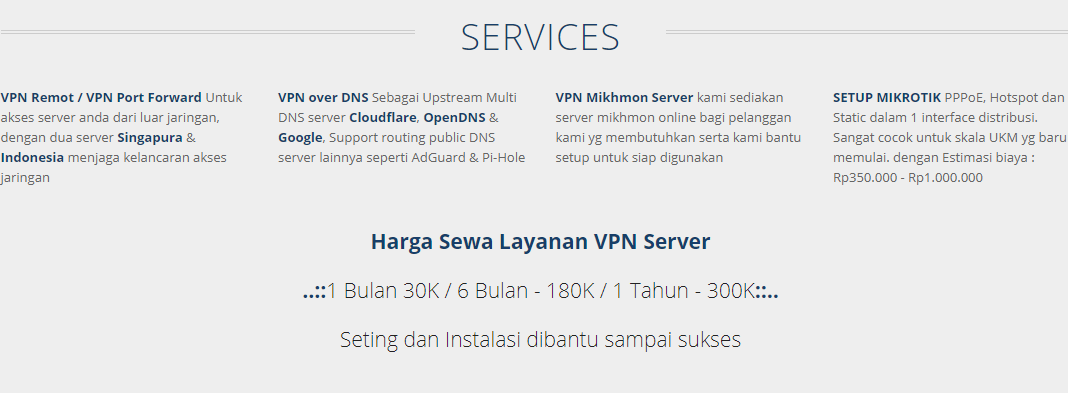 SERVICES
VPN Remot / VPN Port Forward Untuk
akses server anda dari luar jaringan,
dengan dua server Singapura &
Indonesia menjaga kelancaran akses
jaringan
VPN over DNS Sebagai Upstream Multi
DNS server Cloudflare, OpenDNS &
Google, Support routing public DNS
server lainnya seperti AdGuard & Pi-Hole
VPN Mikhmon Server kami sediakan
server mikhmon online bagi pelanggan
kami yg membutuhkan serta kami bantu
setup untuk siap digunakan
SETUP MIKROTIK PPPoE, Hotspot dan
Static dalam 1 interface distribusi.
Sangat cocok untuk skala UKM yg baru
memulai. dengan Estimasi biaya :
Rp350.000 - Rp1.000.000
Harga Sewa Layanan VPN Server
..::1 Bulan 30K / 6 Bulan - 180K / 1 Tahun - 300K::..
Seting dan Instalasi dibantu sampai sukses